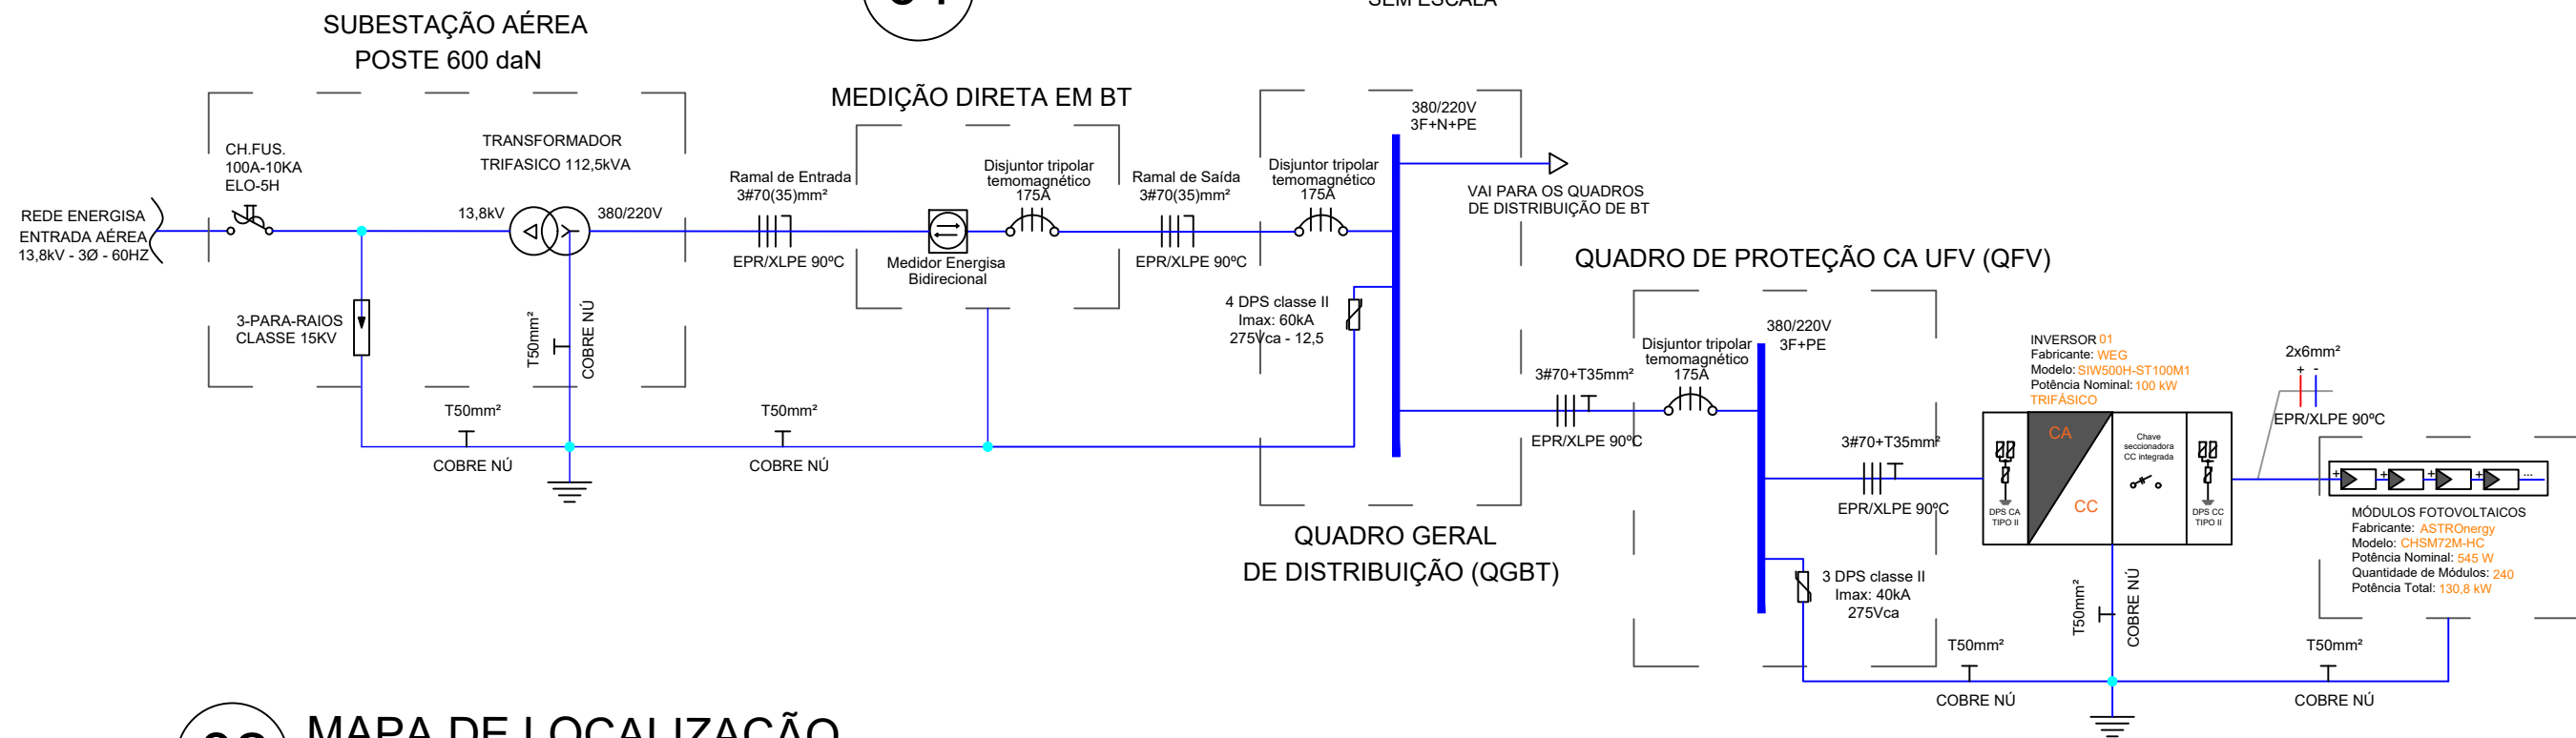 SEM ESCALA
SUBESTAÇÃO AÉREA
POSTE 600 daN
CH.FUS.
100A-10KA
ELO-5H
TRANSFORMADOR
TRIFASICO 112,5kVA
REDE ENERGISA
ENTRADA AÉREA
13,8kV - 3Ø - 60HZ
13,8kV
380/220V
3-PARA-RAIOS
CLASSE 15KV
T50mm²
COBRE NÚ
T50mm²
COBRE NÚ
T50mm²
COBRE NÚ
Ramal de Entrada
3#70(35)mm²
EPR/XLPE 90ºC
MEDIÇÃO DIRETA EM BT
Disjuntor tripolar
temomagnético
175A
Medidor Energisa
Bidirecional
Ramal de Saída
3#70(35)mm²
EPR/XLPE 90ºC
Disjuntor tripolar
temomagnético
175A
380/220V
3F+N+PE
VAI PARA OS QUADROS
DE DISTRIBUIÇÃO DE BT
4 DPS classe II
Imax: 60kA
275Vca - 12,5
QUADRO GERAL
DE DISTRIBUIÇÃO (QGBT)
3#70+T35mm²
EPR/XLPE 90ºC
QUADRO DE PROTEÇÃO CA UFV (QFV)
Disjuntor tripolar
temomagnético
175A
380/220V
3F+PE
3#70+T35mm²
EPR/XLPE 90ºC
3 DPS classe II
Imax: 40kA
275Vca
INVERSOR 01
Fabricante: WEG
Modelo: SIW500H-ST100M1
Potência Nominal: 100 kW
TRIFÁSICO
DPS CA
TIPO II
CA
CC
Chave
seccionadora
CC integrada
DPS CC
TIPO II
2x6mm²
+ -
EPR/XLPE 90ºC
+ + + + ...
MÓDULOS FOTOVOLTAICOS
Fabricante: ASTROnergy
Modelo: CHSM72M-HC
Potência Nominal: 545 W
Quantidade de Módulos: 240
Potência Total: 130,8 kW
T50mm²
COBRE NÚ
T50mm²
COBRE NÚ
T50mm²
COBRE NÚ
MAPA DE LOCALIZAÇÃO